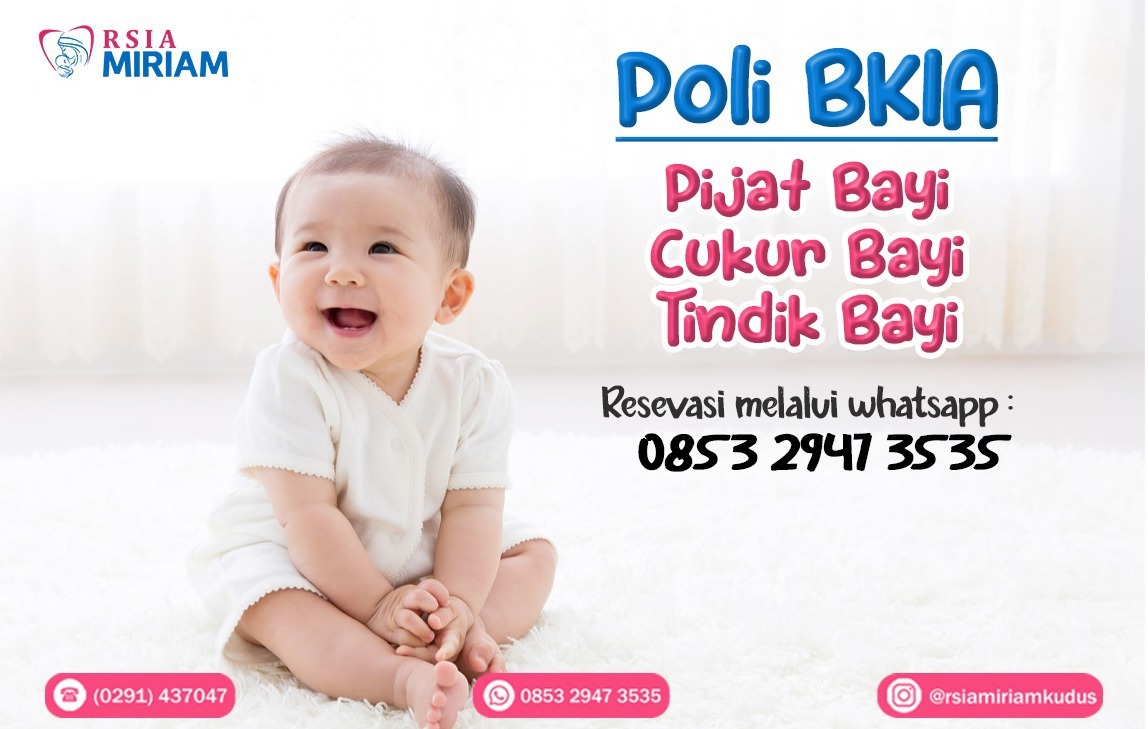 RSIA
MIRIAM
Poli BKIA
Pijat Bayi
Cukur Bayi
Tindik Bayi
Resevasi melalui whatsapp :
0853 2947 3535
(0291) 437047
0853 2947 3535
@rsiamiriamkudus